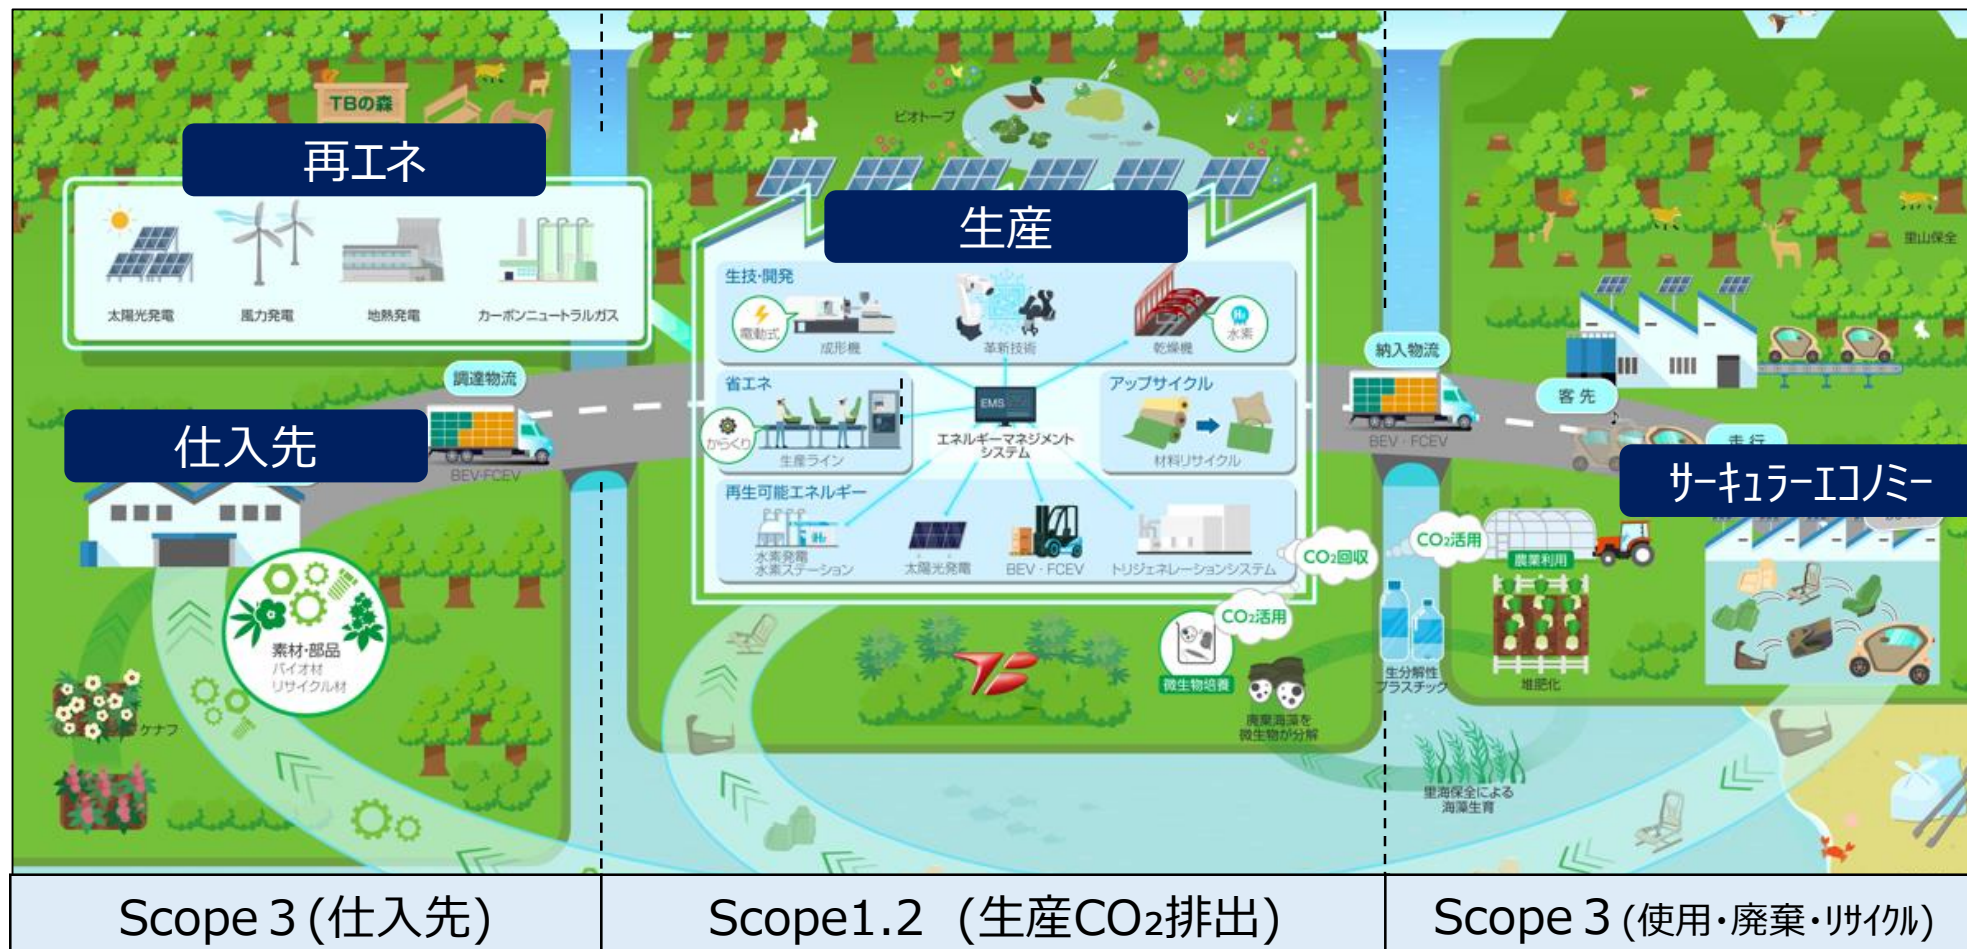 TBの森
再エネ
太陽光発電
風力発電
地熱発電
カーボンニュートラルガス
調達物流
BEV・FCEV
仕入先
素材・部品
バイオ材
リサイクル材
ケナフ
ビオトープ
生産
生技・開発
電動式
成形機
革新技術
乾燥機
H₂
水素
省エネ
からくり
生産ライン
EMS
エネルギーマネジメント
システム
アップサイクル
材料リサイクル
再生可能エネルギー
H₂
水素発電
水素ステーション
太陽光発電
BEV・FCEV
トリジェネレーションシステム
CO₂回収
CO₂活用
微生物培養
廃棄海藻を
微生物が分解
TB
納入物流
BEV・FCEV
里山保全
客先
走行
サーキュラーエコノミー
CO₂活用
農業利用
堆肥化
生分解性
プラスチック
里海保全による
海藻生育
Scope３(仕入先)
Scope1.2 (生産CO₂排出)
Scope３(使用・廃棄・リサイクル)